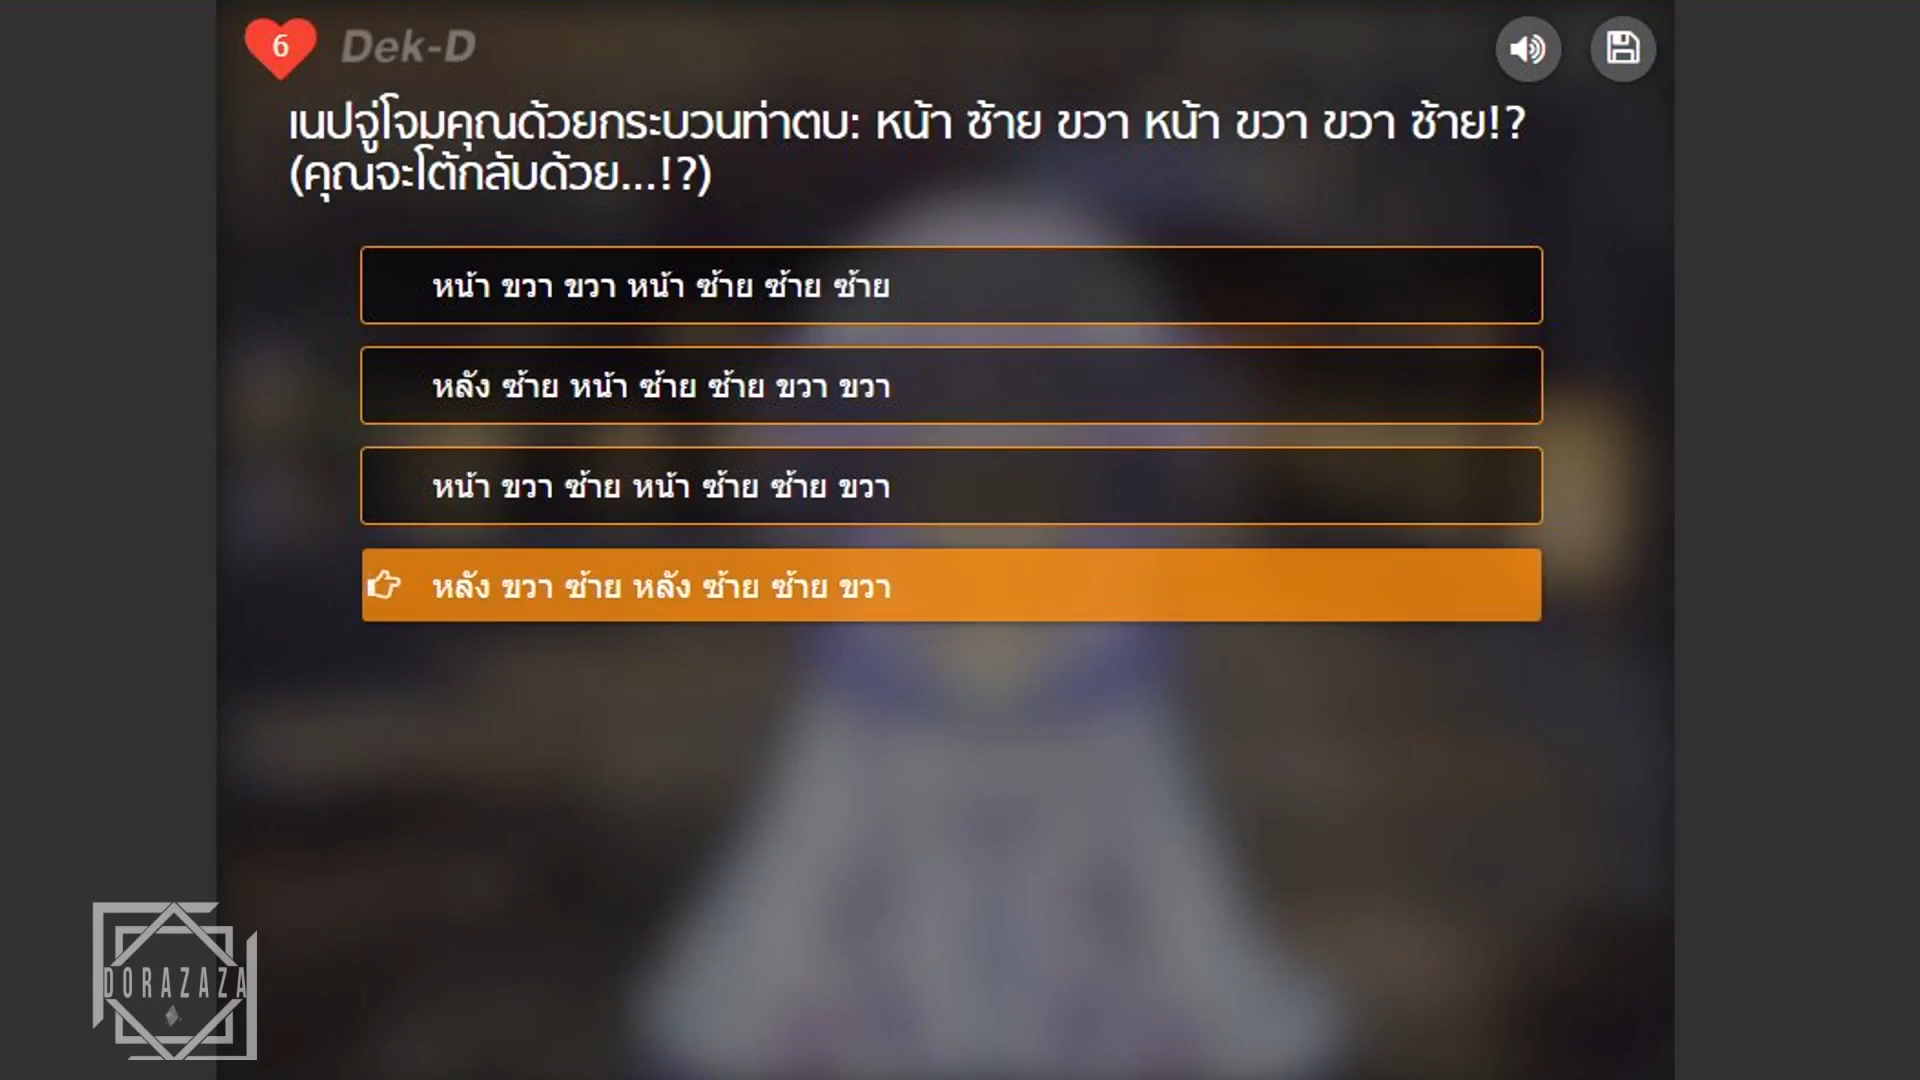 6
Dek-D
เนปจู่โจมคุณด้วยกระบวนท่าตบ: หน้า ซ้าย ขวา หน้า ขวา ขวา ซ้าย!?
(คุณจะโต้กลับด้วย...!?)
หน้า ขวา ขวา หน้า ซ้าย ซ้าย ซ้าย
หลัง ซ้าย หน้า ซ้าย ซ้าย ขวา ขวา
หน้า ขวา ซ้าย หน้า ซ้าย ซ้าย ขวา
หลัง ขวา ซ้าย หลัง ซ้าย ซ้าย ขวา
DORAZAZA